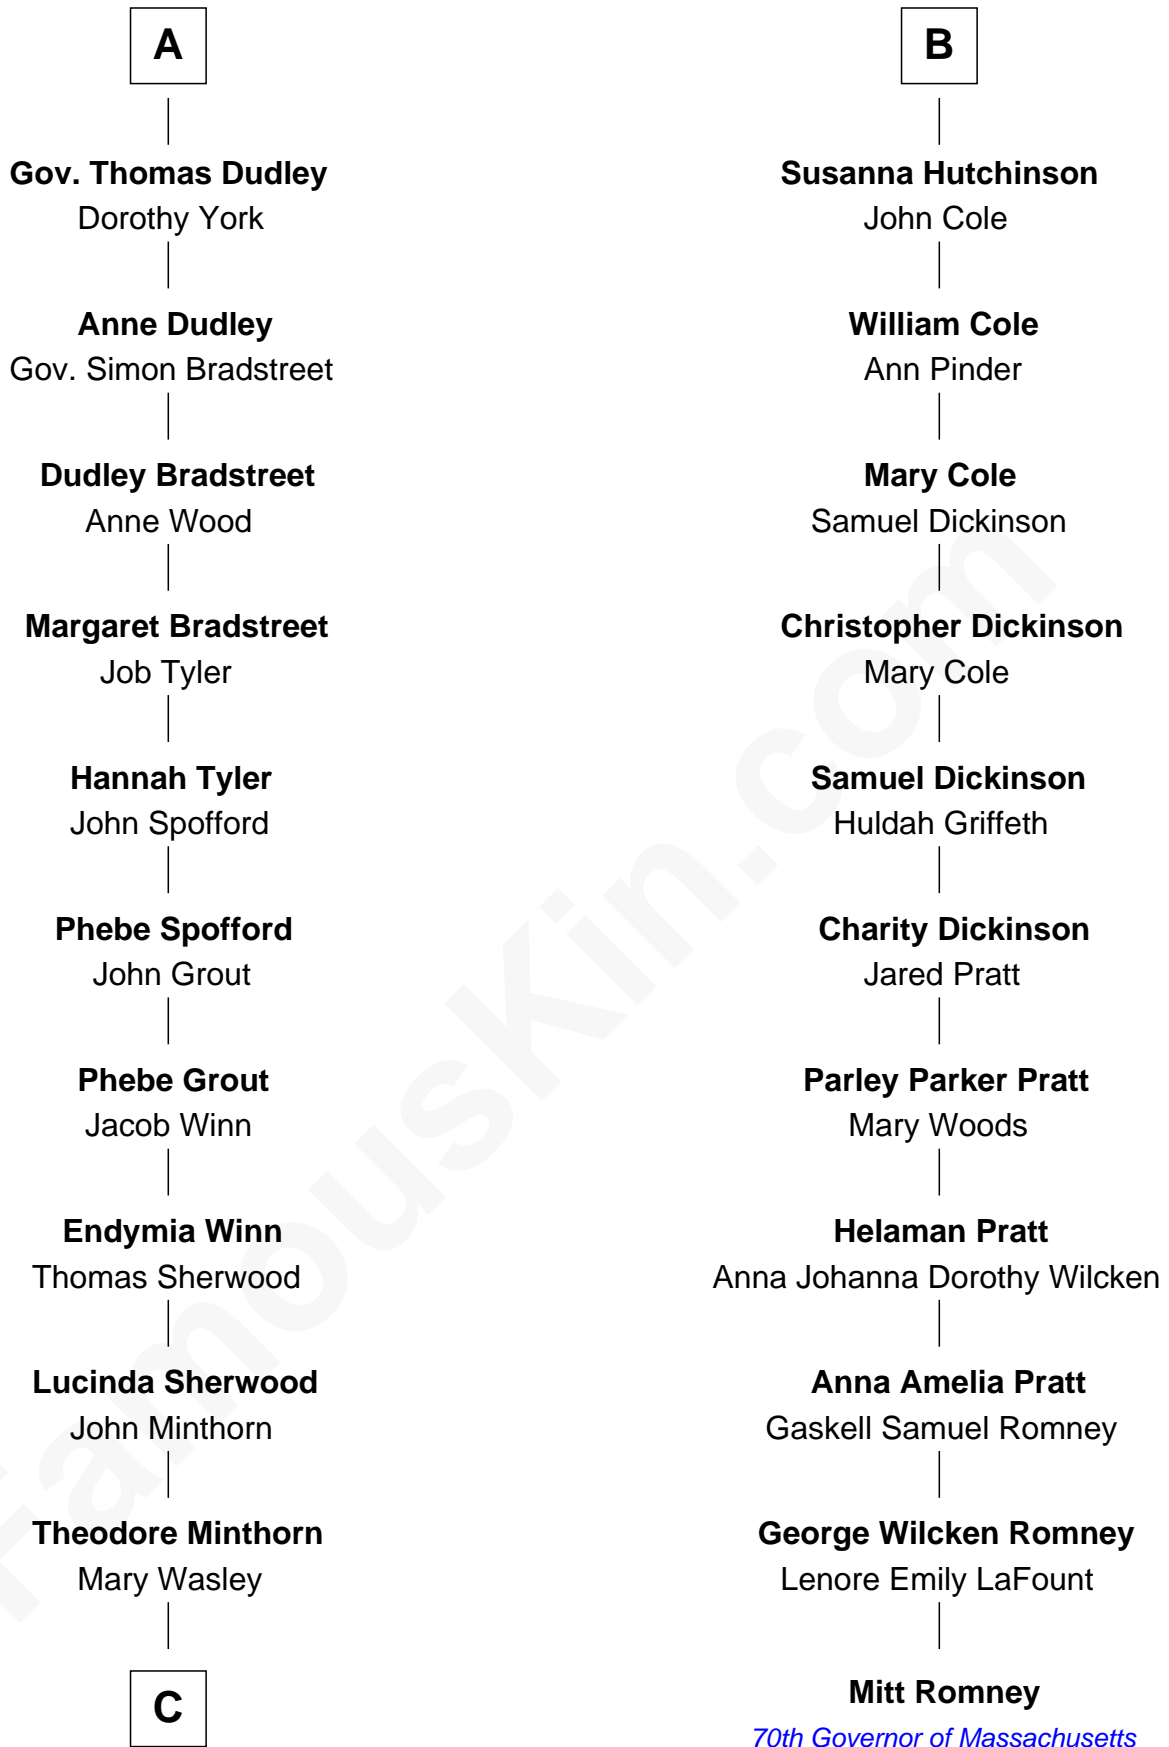 A
Gov. Thomas Dudley
Dorothy York
Anne Dudley
Gov. Simon Bradstreet
Dudley Bradstreet
Anne Wood
Margaret Bradstreet
Job Tyler
Hannah Tyler
John Spofford
Phebe Spofford
John Grout
Phebe Grout
Jacob Winn
Endymia Winn
Thomas Sherwood
Lucinda Sherwood
John Minthorn
Theodore Minthorn
Mary Wasley
C
B
Susanna Hutchinson
John Cole
William Cole
Ann Pinder
Mary Cole
Samuel Dickinson
Christopher Dickinson
Mary Cole
Samuel Dickinson
Huldah Griffeth
Charity Dickinson
Jared Pratt
Parley Parker Pratt
Mary Woods
Helaman Pratt
Anna Johanna Dorothy Wilcken
Anna Amelia Pratt
Gaskell Samuel Romney
George Wilcken Romney
Lenore Emily LaFount
Mitt Romney
70th Governor of Massachusetts
FamousKin.com